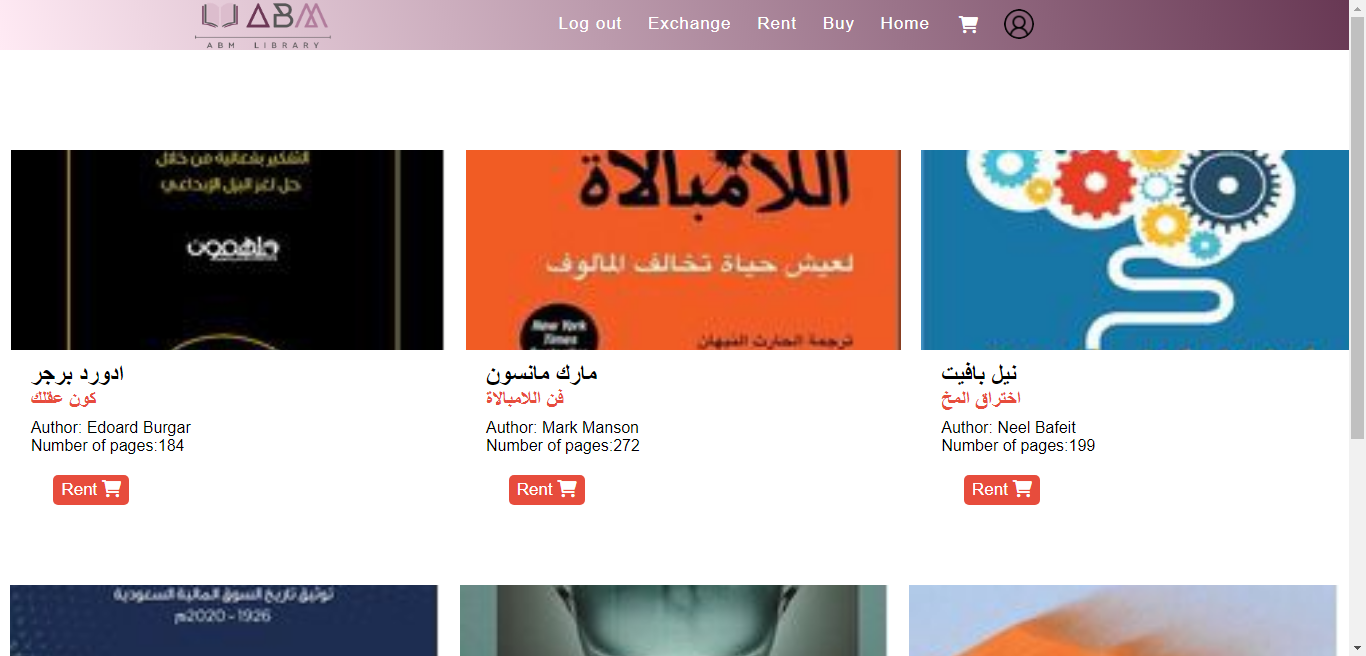 ABM
ABM LIBRARY
Log out Exchange Rent Buy Home
التفكير بفعالية من خلال
حل لغز النيل الإبداعي
ملهمون
ادورد برجر
كون عقلك
Author: Edoard Burgar
Number of pages:184
Rent
اللامبالاة
لعيش حياة تخالف المألوف
New York
Times
ترجمة الحارث النبهان
مارك مانسون
فن اللامبالاة
Author: Mark Manson
Number of pages:272
Rent
نيل بافيت
اختراق المخ
Author: Neel Bafeit
Number of pages:199
Rent
توثيق تاريخ السوق المالية السعودية
1926 - 2020م